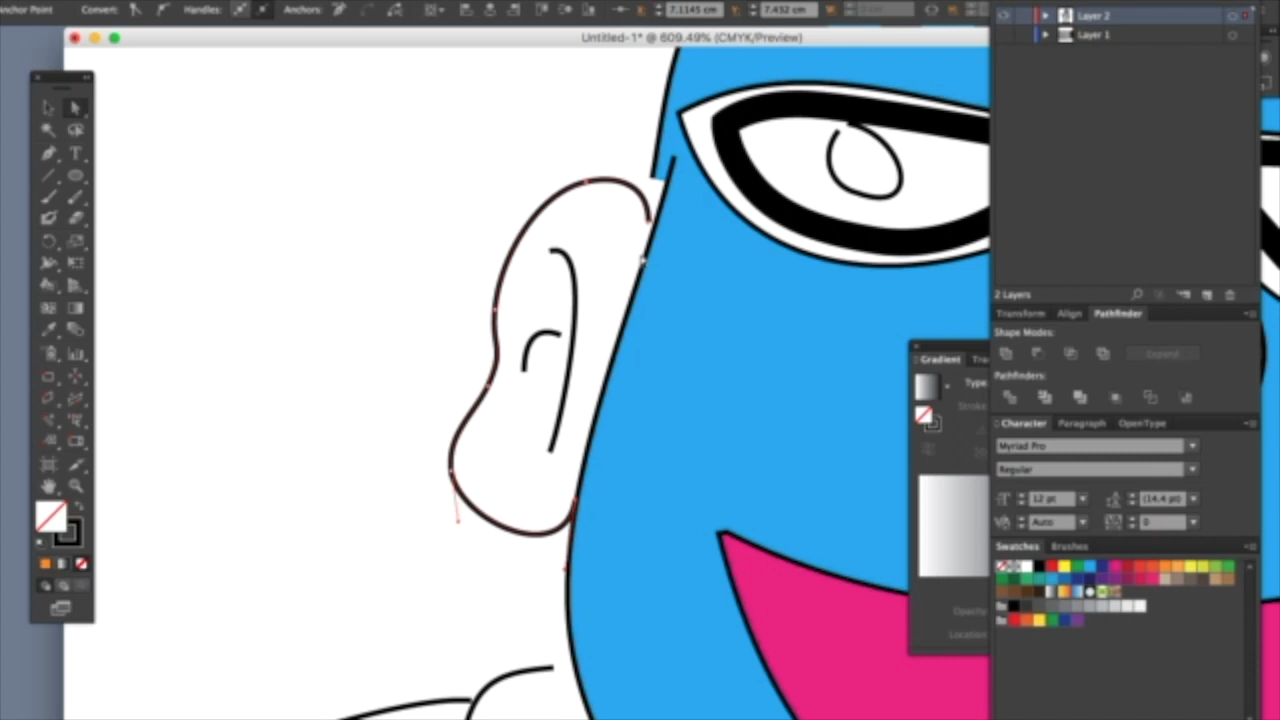 Anchor Point Convert: Handles: Anchors: 7.1145 cm 7.432 cm
Untitled-1* @ 609.49% (CMYK/Preview)
Layer 2
Layer 1
2 Layers
Transform Align Pathfinder
Shape Modes:
Expand
Pathfinders:
Gradient
Type
Stroke
Opacity
Location
Character Paragraph OpenType
Myriad Pro
Regular
12 pt (14.4 pt)
Auto 0
Swatches Brushes